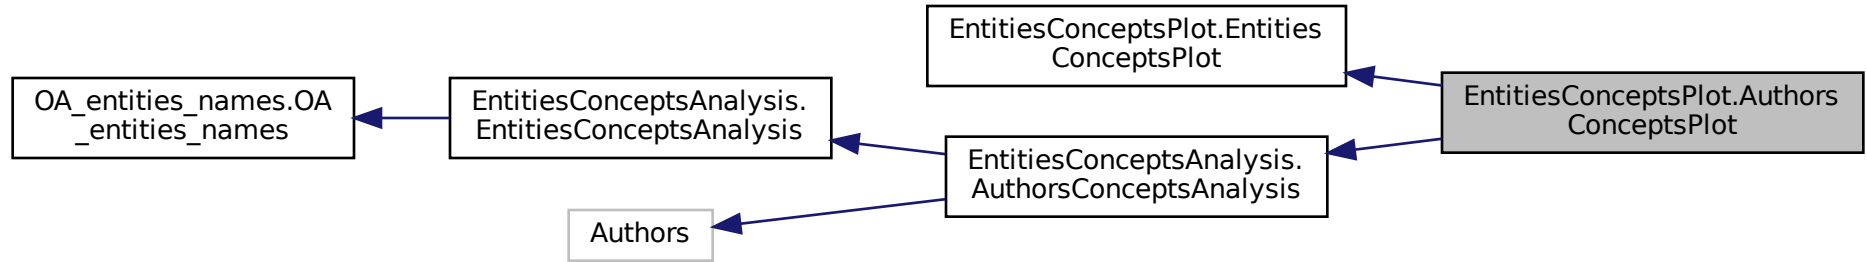 OA_entities_names.OA
_entities_names
EntitiesConceptsAnalysis.
EntitiesConceptsAnalysis
Authors
EntitiesConceptsPlot.Entities
ConceptsPlot
EntitiesConceptsAnalysis.
AuthorsConceptsAnalysis
EntitiesConceptsPlot.Authors
ConceptsPlot